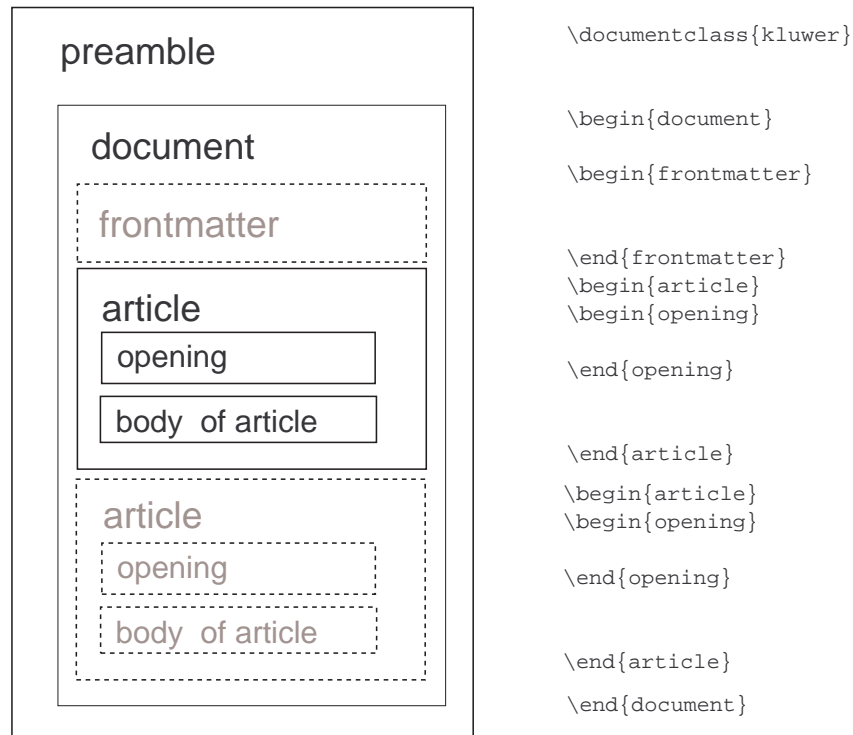 preamble
document
frontmatter
article
opening
body of article
article
opening
body of article
\documentclass{kluwer}
\begin{document}
\begin{frontmatter}
\end{frontmatter}
\begin{article}
\begin{opening}
\end{opening}
\end{article}
\begin{article}
\begin{opening}
\end{opening}
\end{article}
\end{document}